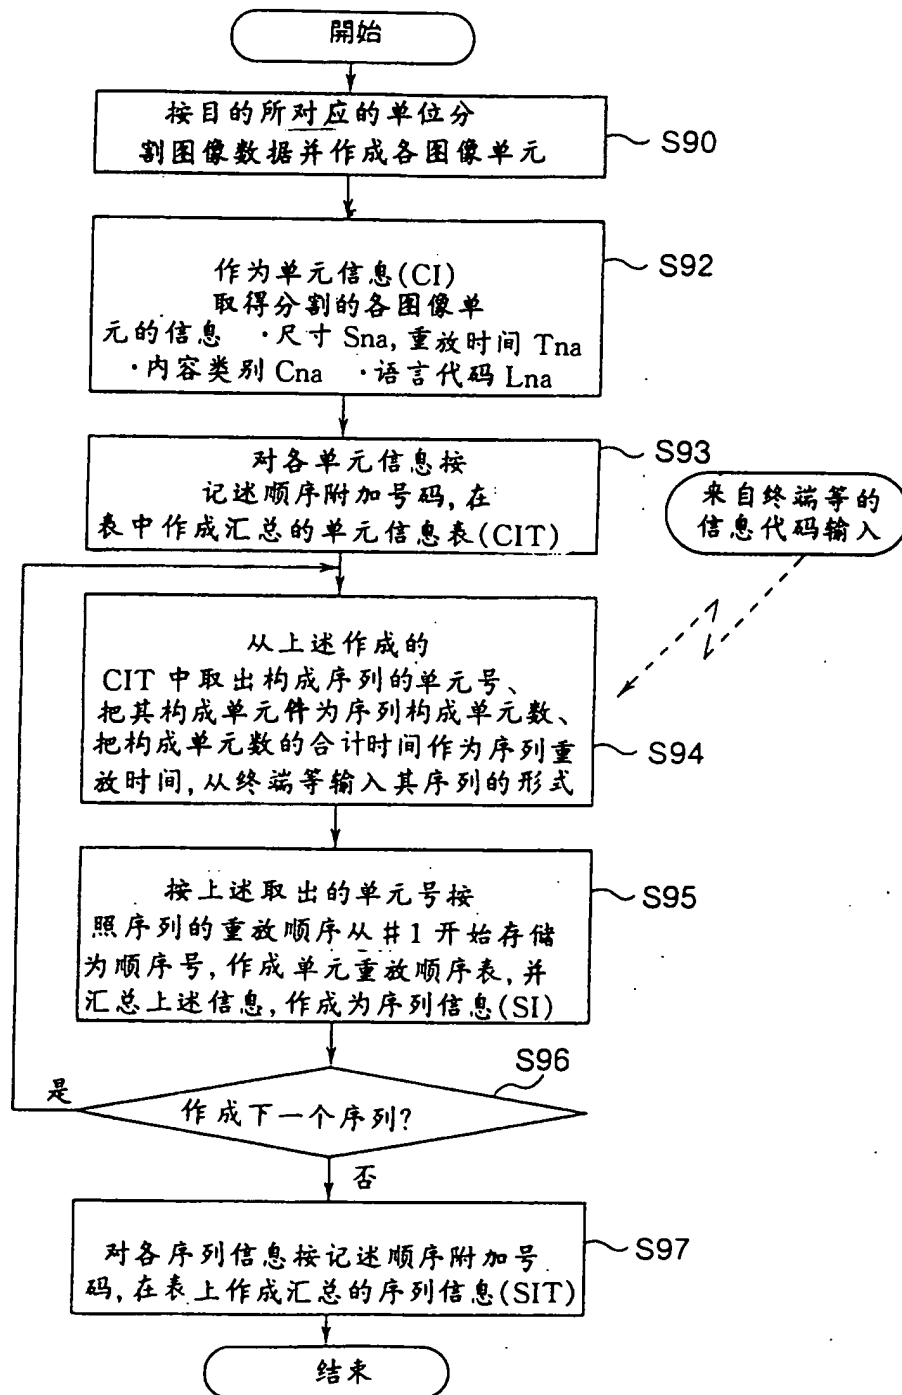 開始
按目的所对应的单位分
割图像数据并作成各图像单元
S90
作为单元信息(CI)
取得分割的各图像单
元的信息 ·尺寸 Sna,重放时间 Tna
·内容类别 Cna ·语言代码 Lna
S92
对各单元信息按
记述顺序附加号码,在
表中作成汇总的单元信息表(CIT)
S93
来自终端等的
信息代码输入
从上述作成的
CIT 中取出构成序列的单元号、
把其构成单元件为序列构成单元数、
把构成单元数的合计时间作为序列重
放时间,从终端等输入其序列的形式
S94
按上述取出的单元号按
照序列的重放顺序从 #1 开始存储
为顺序号,作成单元重放顺序表,并
汇总上述信息,作成为序列信息(SI)
S95
S96
是
作成下一个序列?
否
对各序列信息按记述顺序附加号
码,在表上作成汇总的序列信息(SIT)
S97
结束